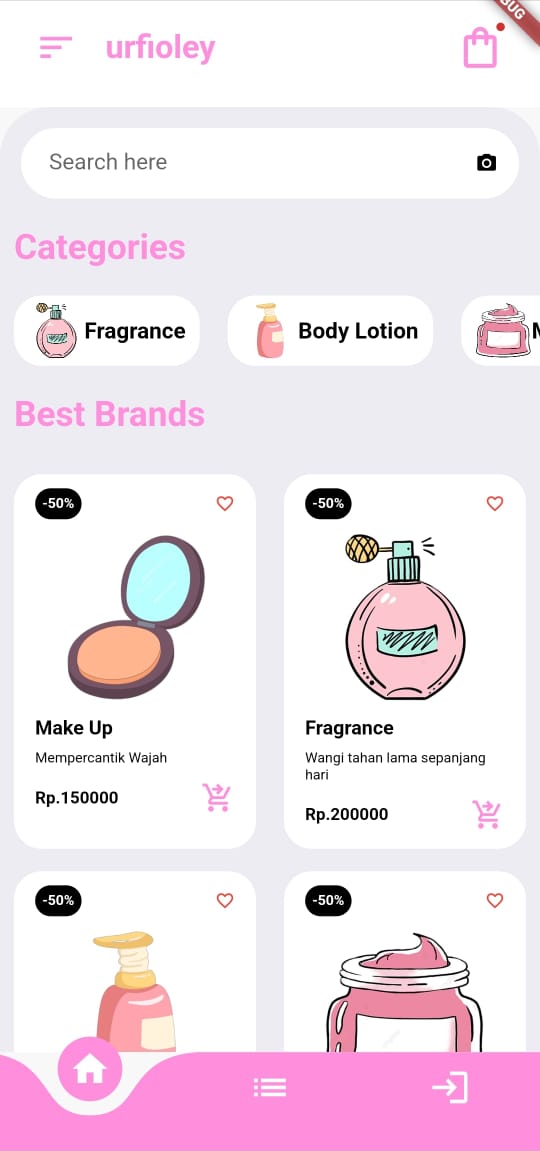 urfioley
Search here
Categories
Fragrance
Body Lotion
Best Brands
-50%
-50%
Make Up
Mempercantik Wajah
Rp.150000
Fragrance
Wangi tahan lama sepanjang
hari
Rp.200000
-50%
-50%